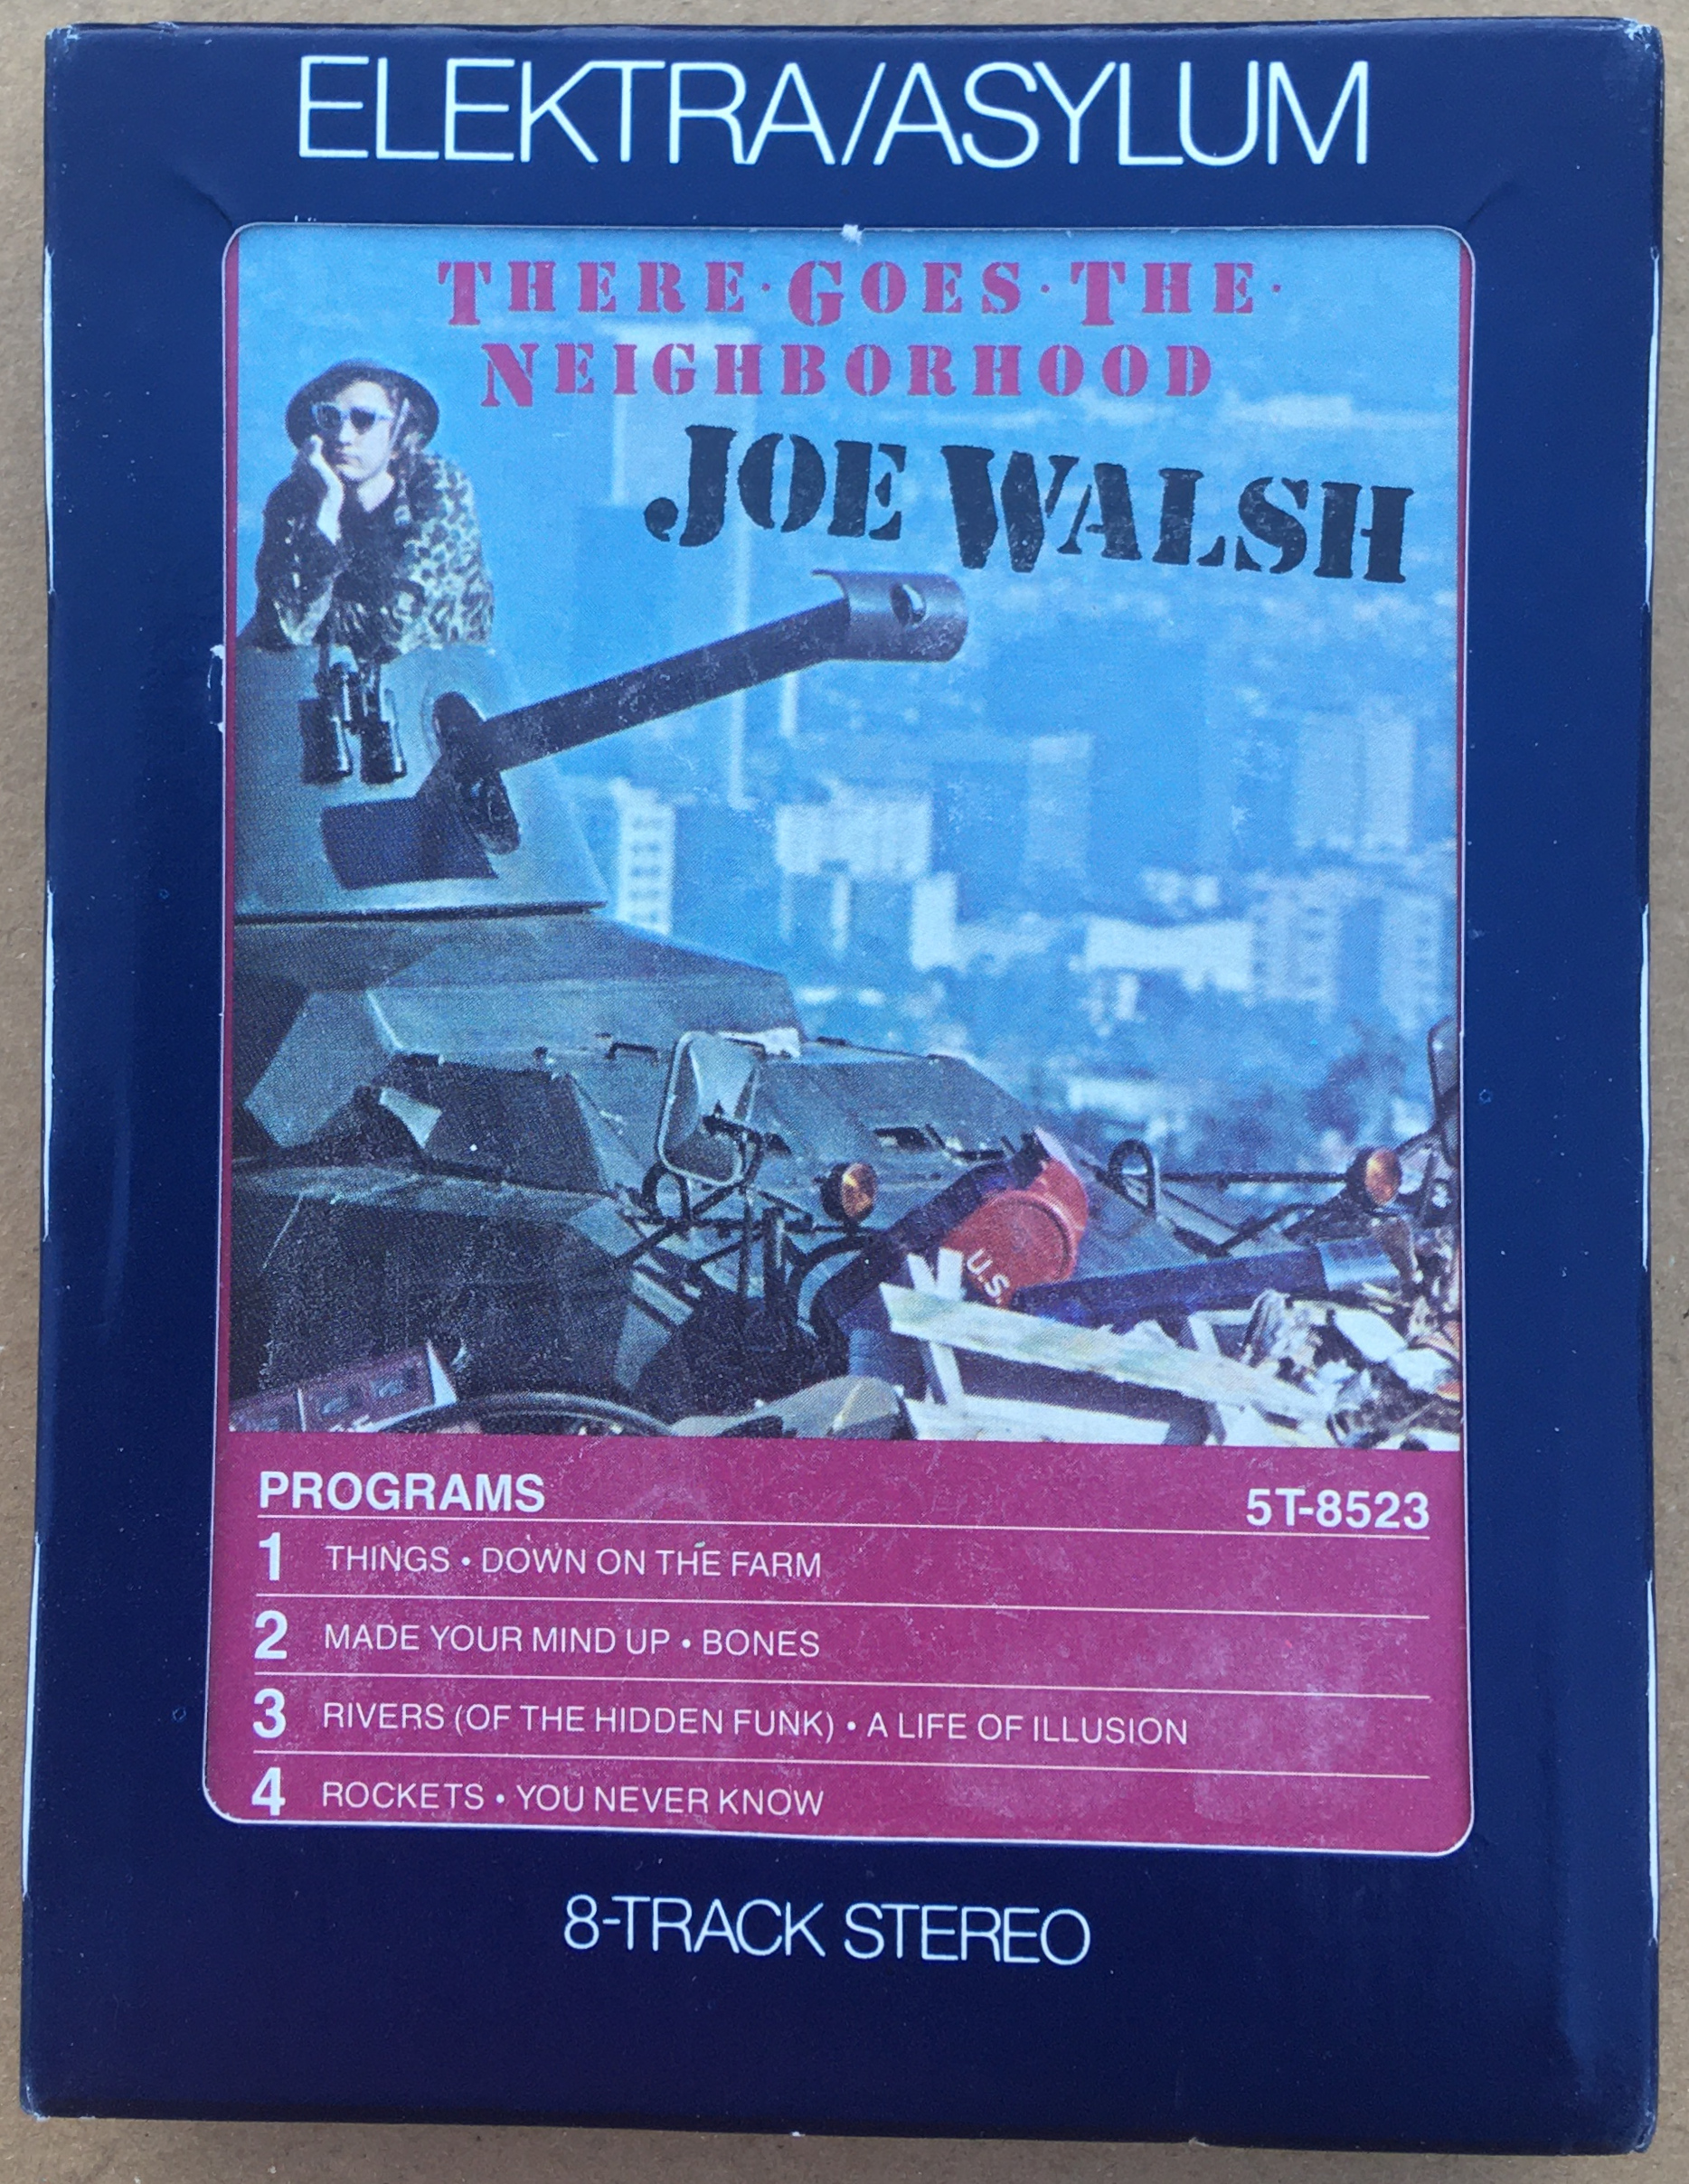 ELEKTRA/ASYLUM
THERE·GOES·THE·
NEIGHBORHOOD
JOE WALSH
U.S.
PROGRAMS 5T-8523
1 THINGS • DOWN ON THE FARM
2 MADE YOUR MIND UP • BONES
3 RIVERS (OF THE HIDDEN FUNK) • A LIFE OF ILLUSION
4 ROCKETS • YOU NEVER KNOW
8-TRACK STEREO